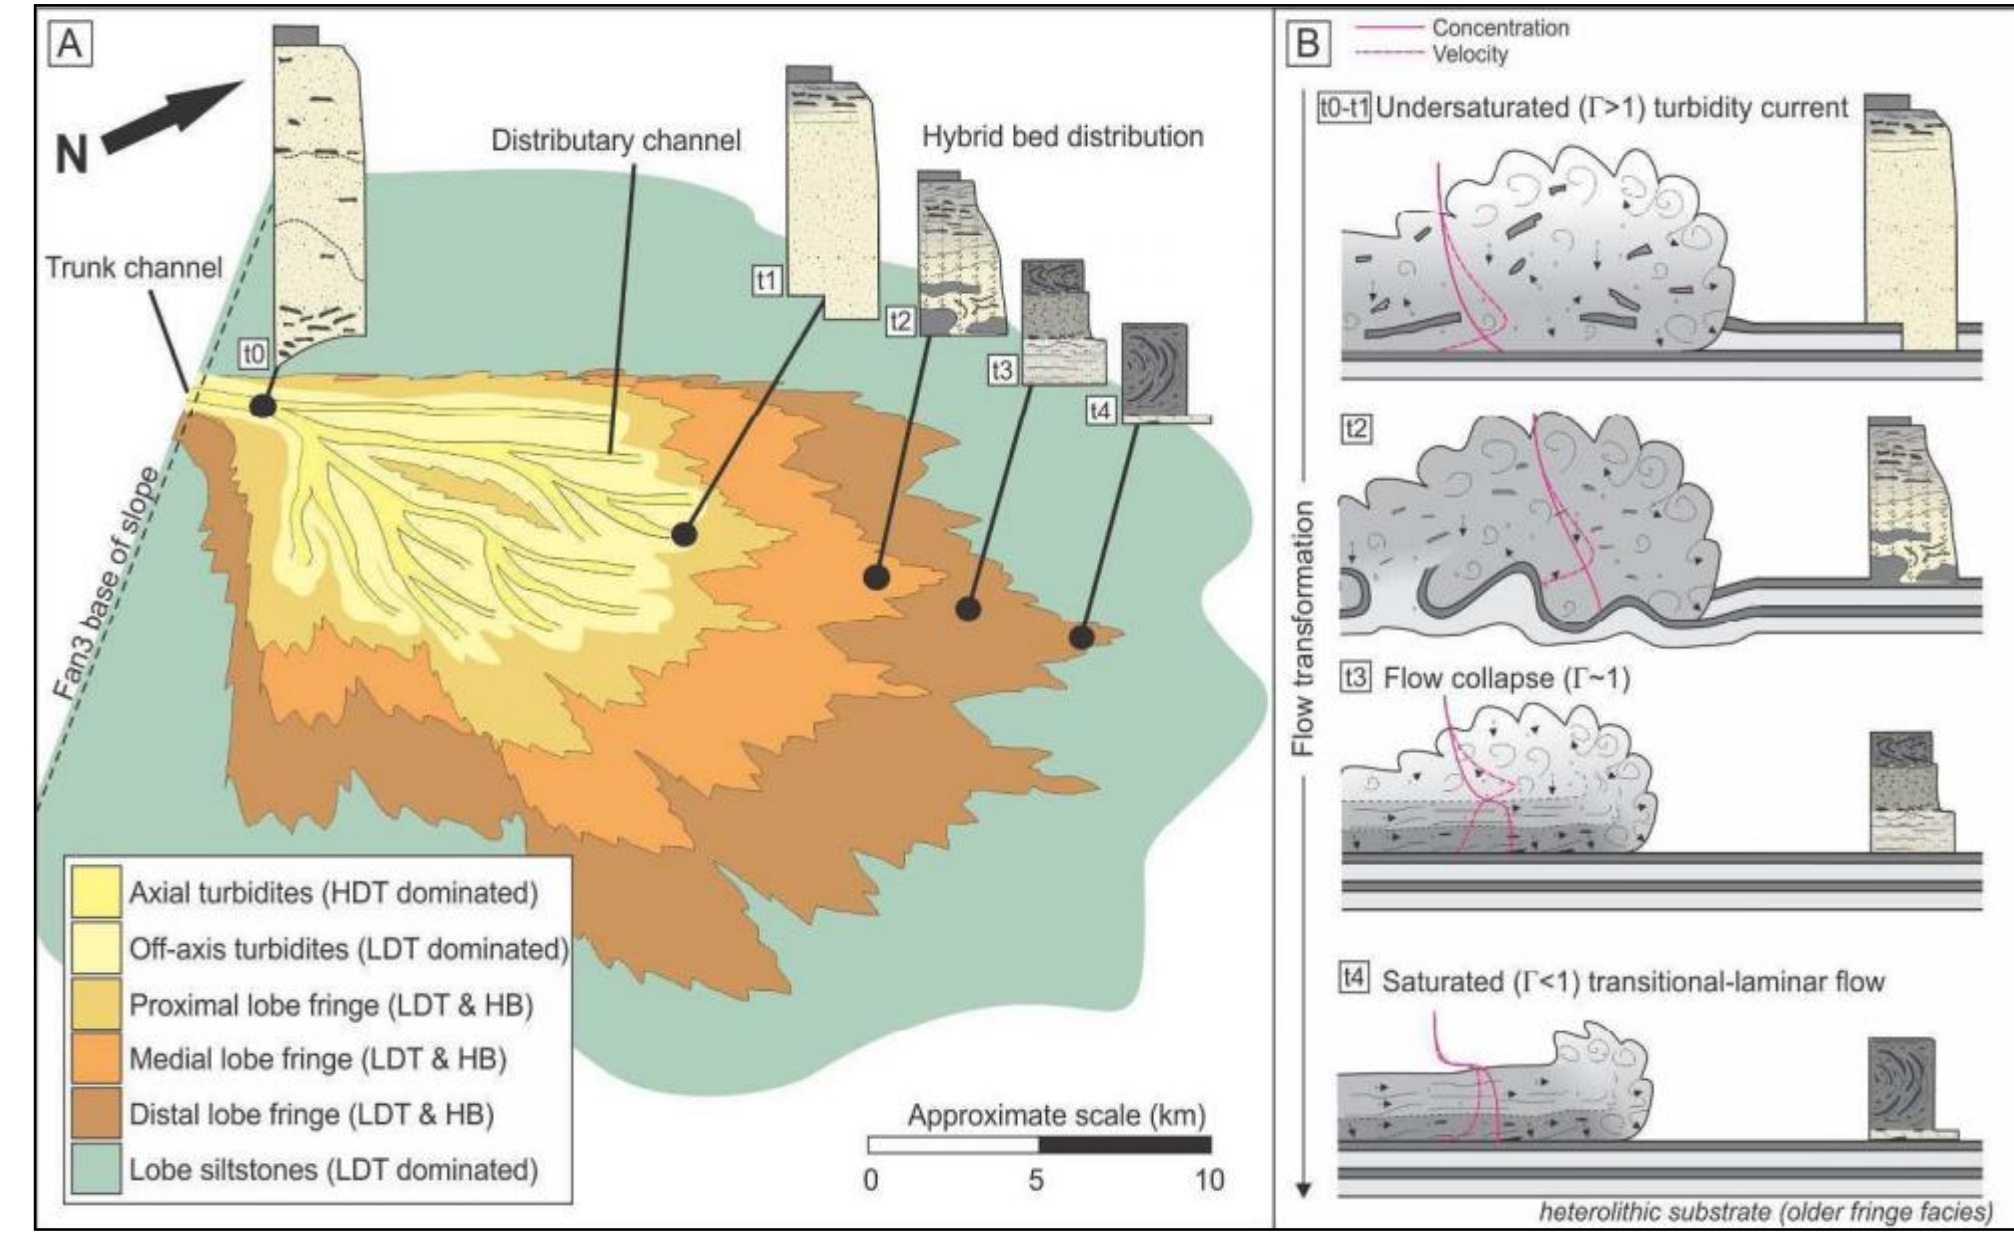 A
N
Trunk channel
Distributary channel
Hybrid bed distribution
t0
t1
t2
t3
t4
Fan3 base of slope
Axial turbidites (HDT dominated)
Off-axis turbidites (LDT dominated)
Proximal lobe fringe (LDT & HB)
Medial lobe fringe (LDT & HB)
Distal lobe fringe (LDT & HB)
Lobe siltstones (LDT dominated)
Approximate scale (km)
0 5 10
B
Concentration
Velocity
t0-t1 Undersaturated (Γ>1) turbidity current
t2
Flow transformation
t3 Flow collapse (Γ~1)
t4 Saturated (Γ<1) transitional-laminar flow
heterolithic substrate (older fringe facies)